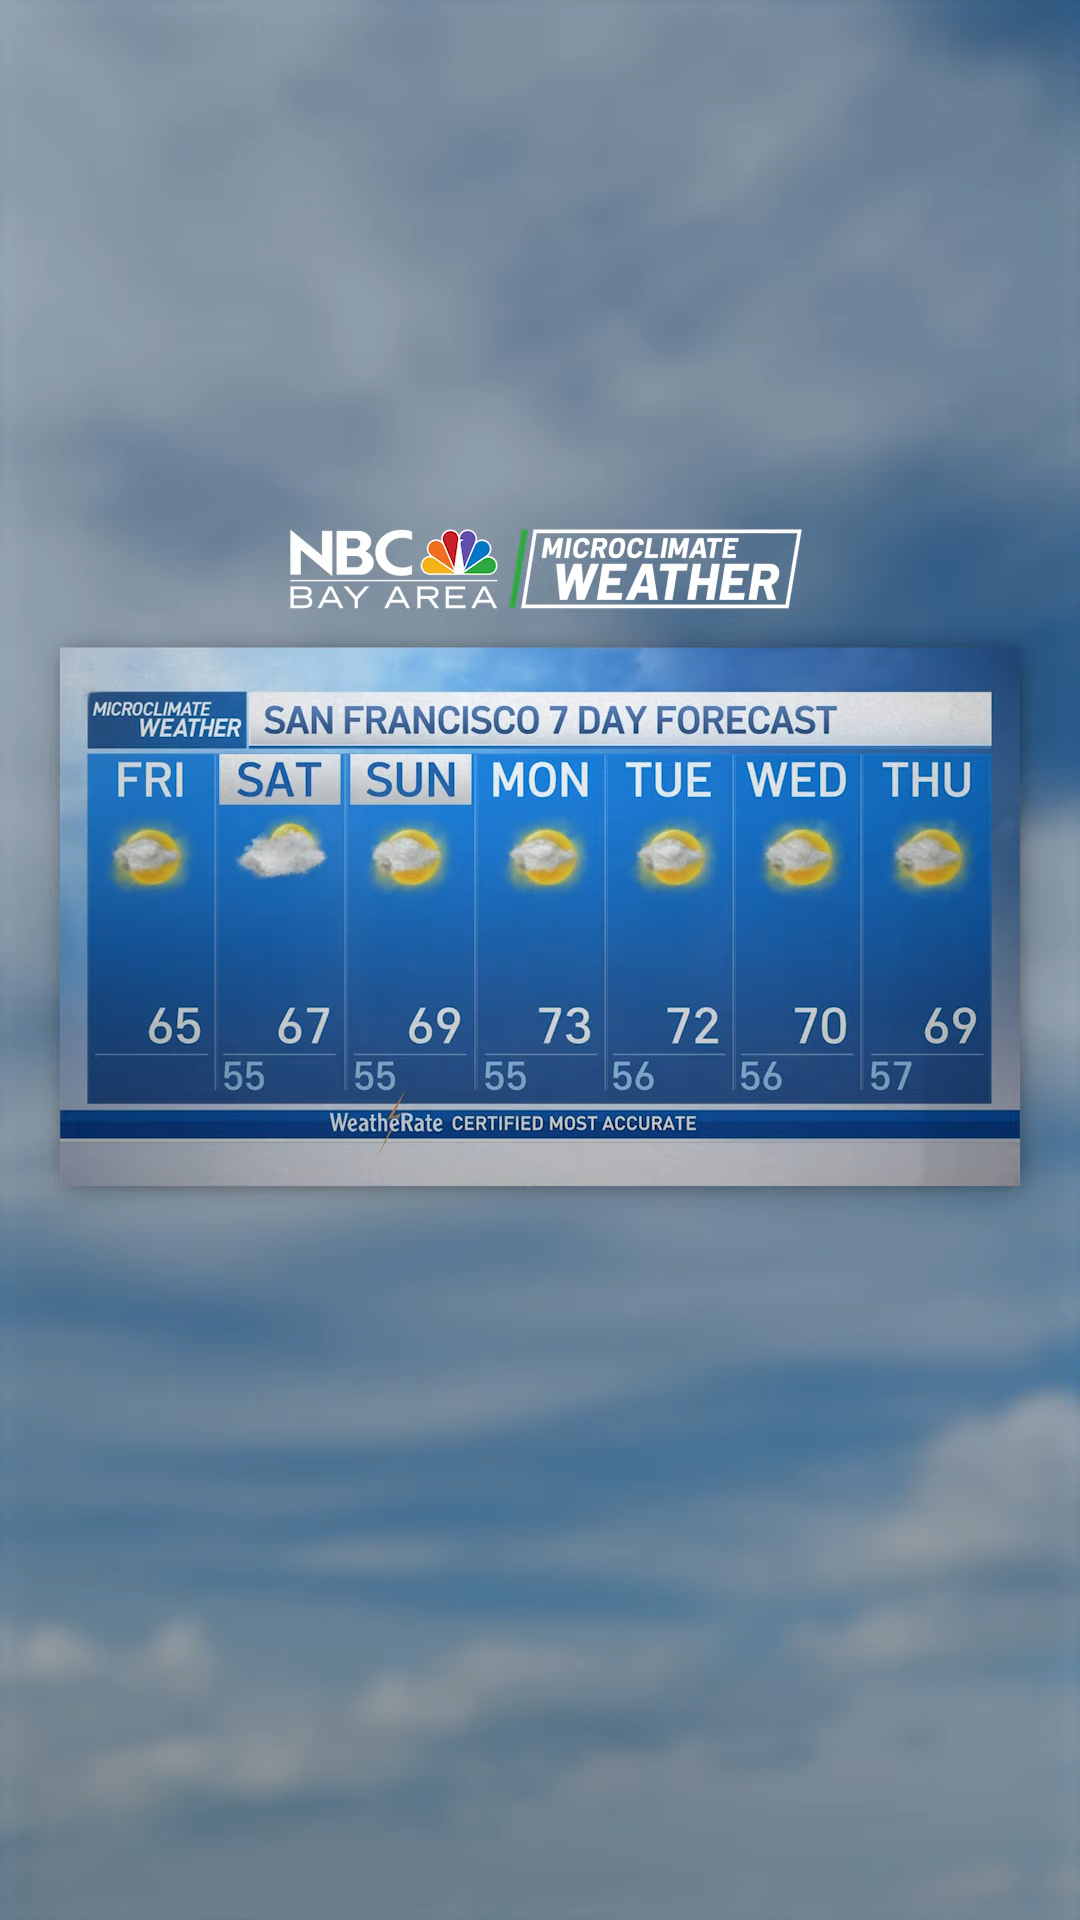 NBC
BAY AREA
MICROCLIMATE
WEATHER
MICROCLIMATE
WEATHER
SAN FRANCISCO 7 DAY FORECAST
FRI SAT SUN MON TUE WED THU
65 67 69 73 72 70 69
55 55 55 56 56 57
WeatheRate CERTIFIED MOST ACCURATE